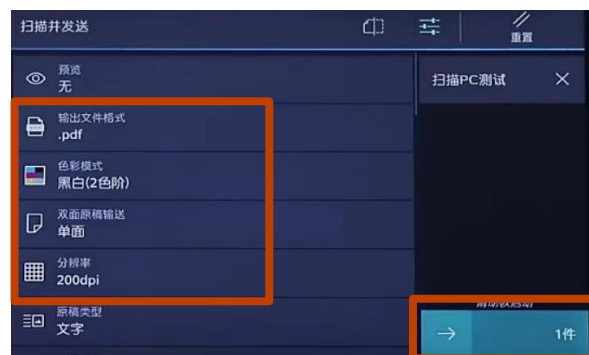 扫描并发送
重置
预览
无
扫描PC测试
输出文件格式
.pdf
色彩模式
黑白(2色阶)
双面原稿输送
单面
分辨率
200dpi
原稿类型
文字
1件